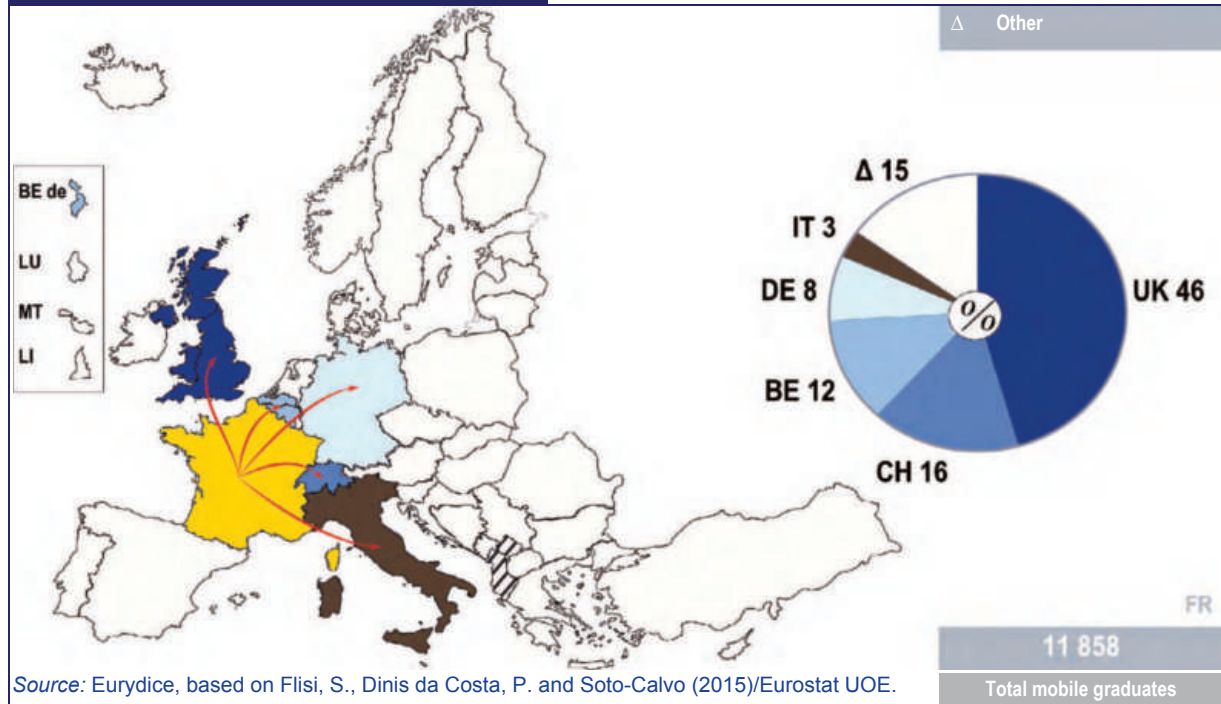 Δ Other
BE de
LU
MT
LI
Δ 15
IT 3
DE 8
BE 12
CH 16
UK 46
%
FR
11 858
Total mobile graduates
Source: Eurydice, based on Flisi, S., Dinis da Costa, P. and Soto-Calvo (2015)/Eurostat UOE.